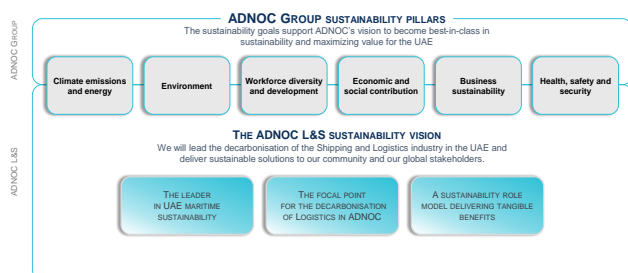 ADNOC GROUP SUSTAINABILITY PILLARS
The sustainability goals support ADNOC's vision to become best-in-class in
sustainability and maximizing value for the UAE
ADNOC GROUP
Climate emissions
and energy
Environment
Workforce diversity
and development
Economic and
social contribution
Business
sustainability
Health, safety and
security
THE ADNOC L&S SUSTAINABILITY VISION
We will lead the decarbonisation of the Shipping and Logistics industry in the UAE and
deliver sustainable solutions to our community and our global stakeholders.
ADNOC L&S
THE LEADER
IN UAE MARITIME
SUSTAINABILITY
THE FOCAL POINT
FOR THE DECARBONISATION
OF LOGISTICS IN ADNOC
A SUSTAINABILITY ROLE
MODEL DELIVERING TANGIBLE
BENEFITS